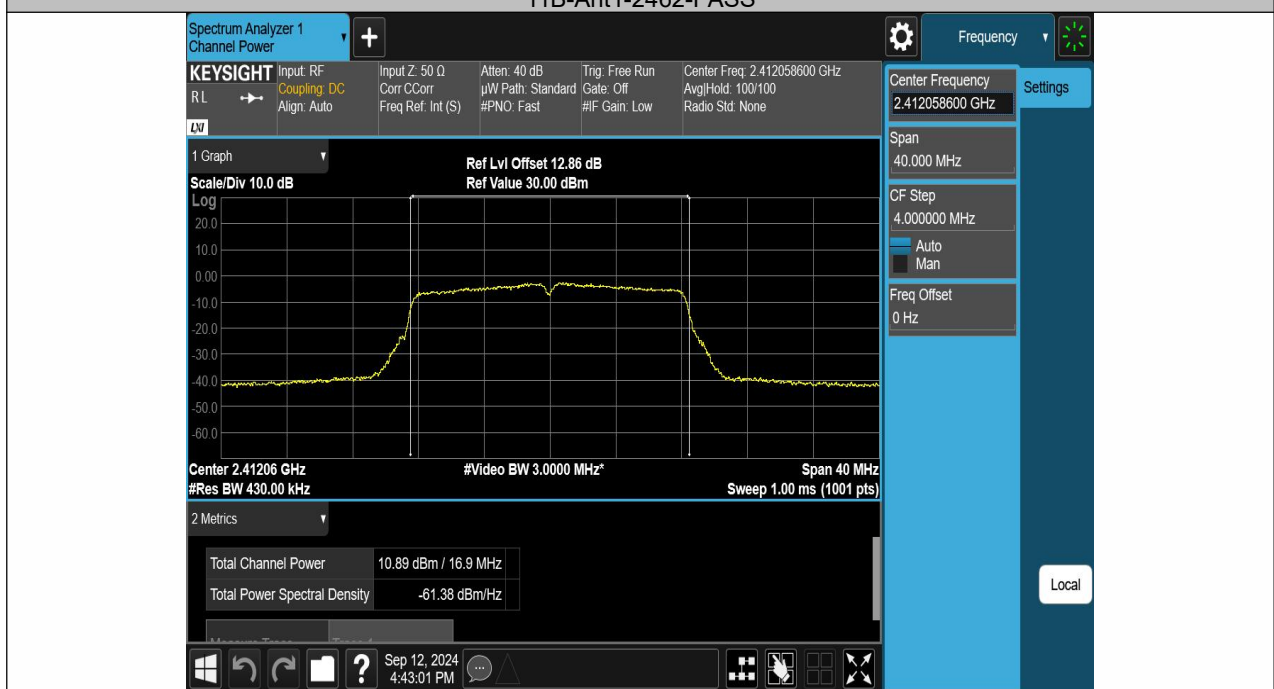 11B-Ant1-2462-PASS
Spectrum Analyzer 1
Channel Power
+
Frequency
KEYSIGHT
RL
LXI
Input: RF
Coupling: DC
Align: Auto
Input Z: 50 Ω
Corr CCorr
Freq Ref: Int (S)
Atten: 40 dB
µW Path: Standard
#PNO: Fast
Trig: Free Run
Gate: Off
#IF Gain: Low
Center Freq: 2.412058600 GHz
Avg|Hold: 100/100
Radio Std: None
Center Frequency
2.412058600 GHz
Settings
Span
40.000 MHz
CF Step
4.000000 MHz
Auto
Man
Freq Offset
0 Hz
Local
1 Graph
Scale/Div 10.0 dB
Ref Lvl Offset 12.86 dB
Ref Value 30.00 dBm
Log
20.0
10.0
0.00
-10.0
-20.0
-30.0
-40.0
-50.0
-60.0
Center 2.41206 GHz
#Video BW 3.0000 MHz*
Span 40 MHz
#Res BW 430.00 kHz
Sweep 1.00 ms (1001 pts)
2 Metrics
Total Channel Power 10.89 dBm / 16.9 MHz
Total Power Spectral Density -61.38 dBm/Hz
?
Sep 12, 2024
4:43:01 PM